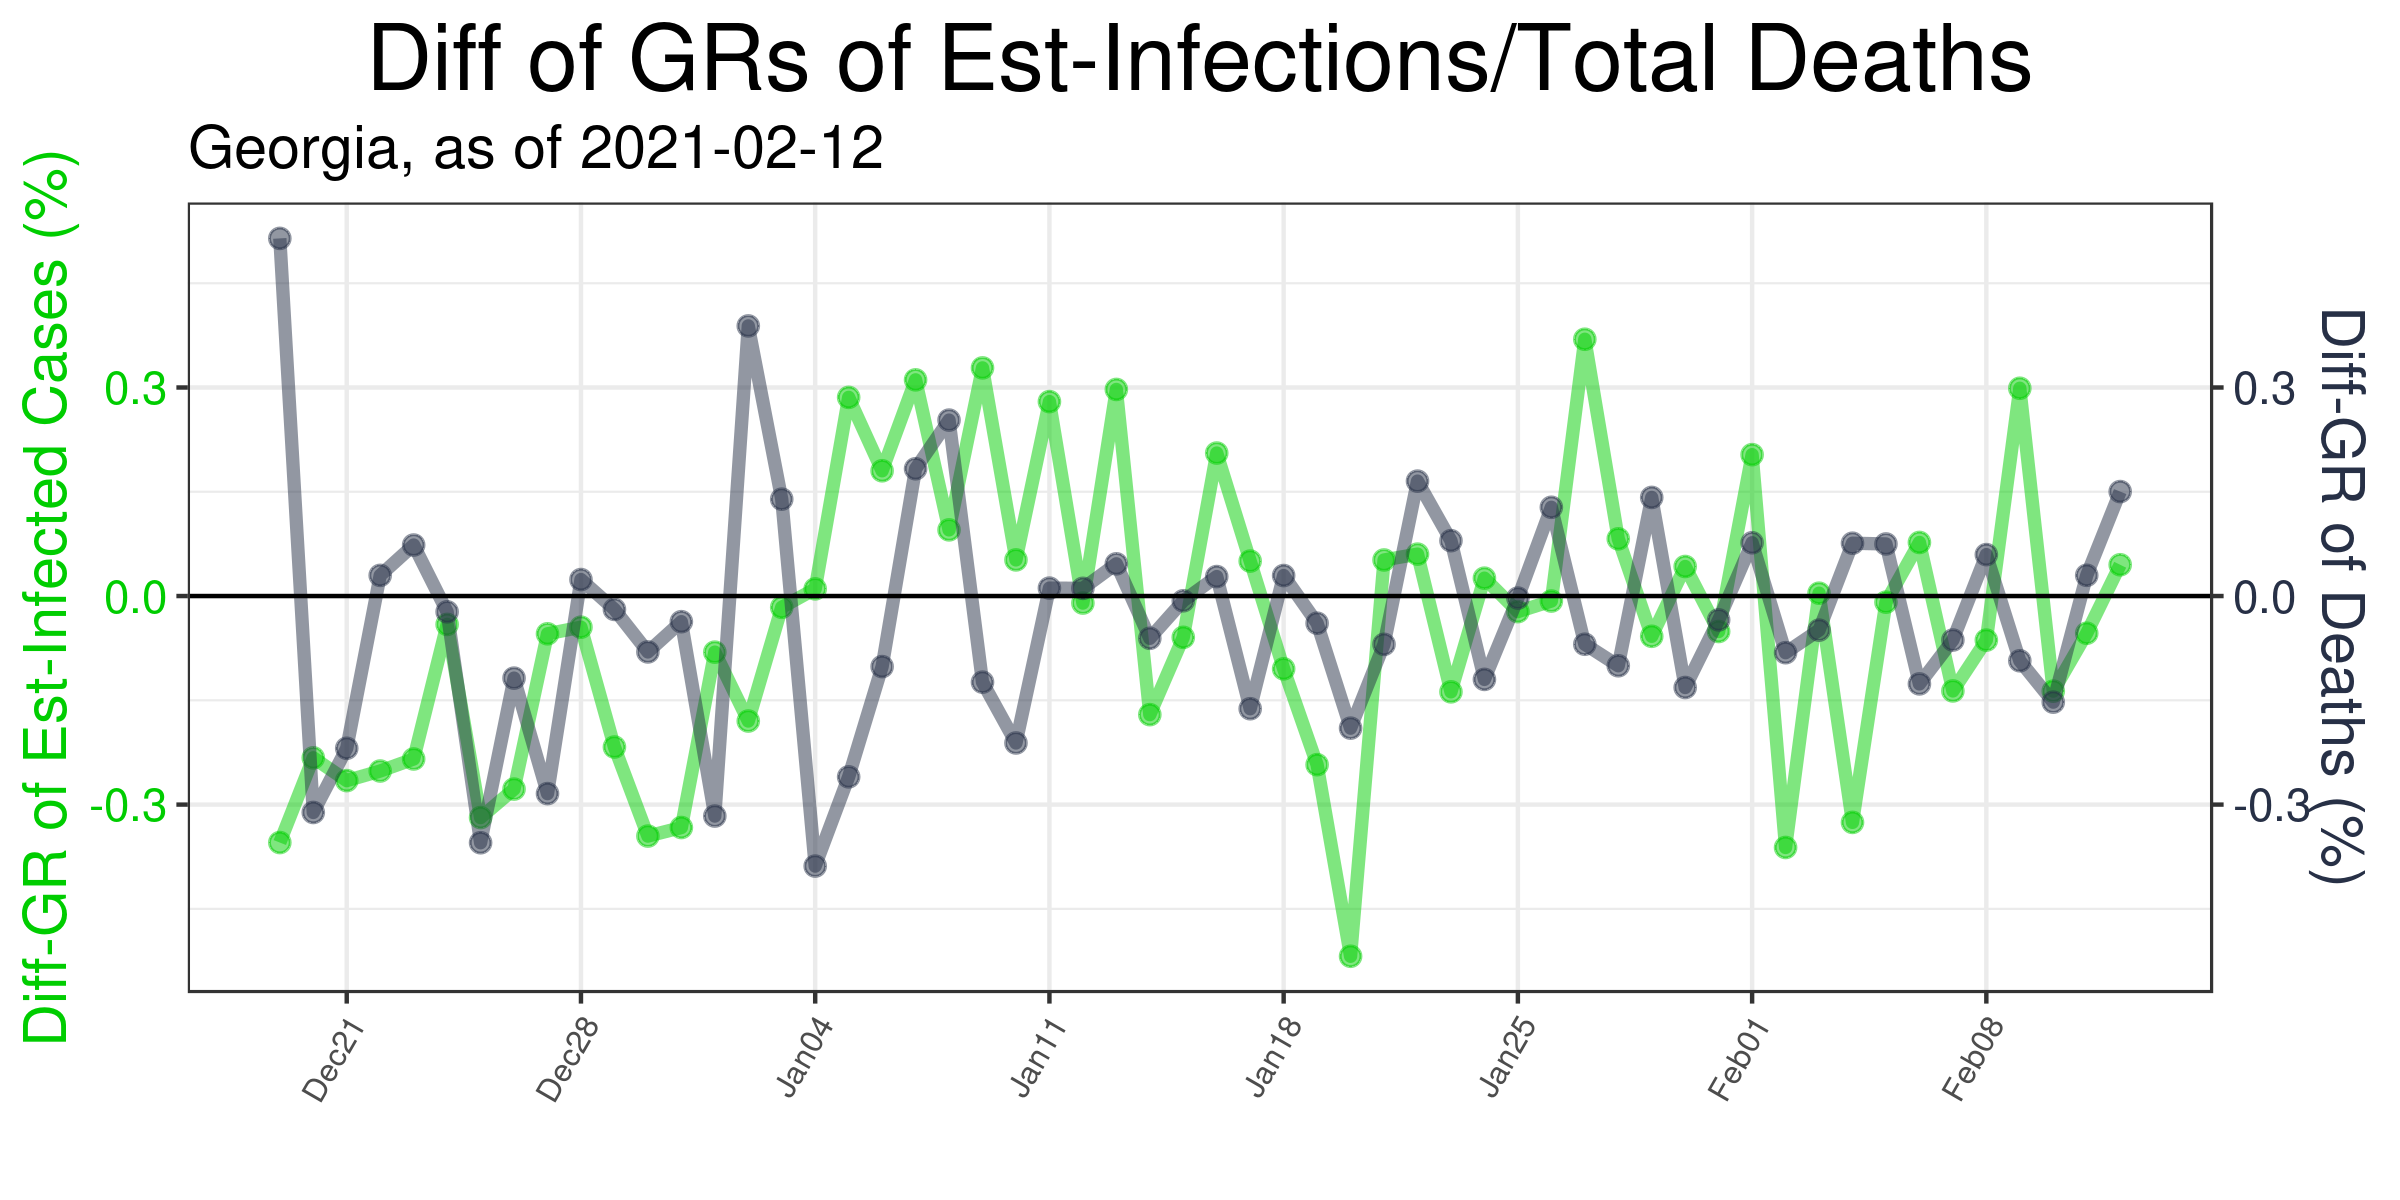 Diff of GRs of Est-Infections/Total Deaths
Georgia, as of 2021-02-12
Diff-GR of Est-Infected Cases (%)
0.3
0.0
-0.3
0.3
0.0
-0.3
Diff-GR of Deaths (%)
Dec21
Dec28
Jan04
Jan11
Jan18
Jan25
Feb01
Feb08